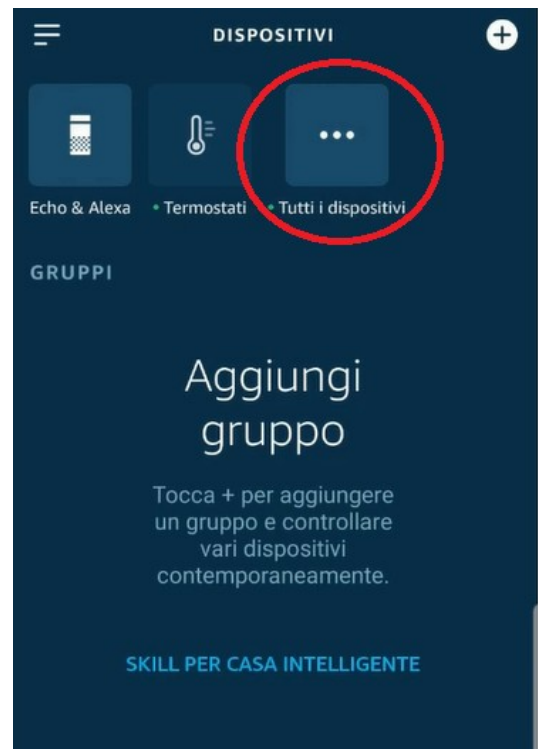 DISPOSITIVI
Echo & Alexa
• Termostati
• Tutti i dispositivi
GRUPPI
Aggiungi
gruppo
Tocca + per aggiungere
un gruppo e controllare
vari dispositivi
contemporaneamente.
SKILL PER CASA INTELLIGENTE